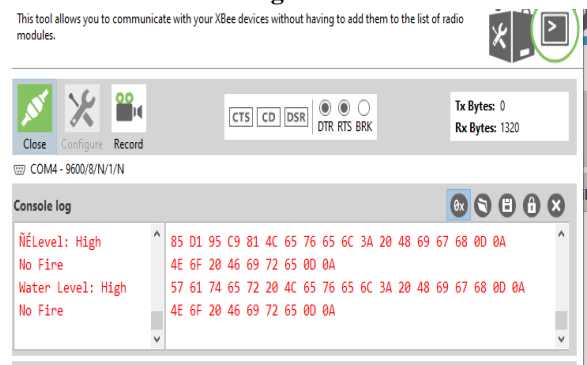 This tool allows you to communicate with your XBee devices without having to add them to the list of radio
modules.
CTS CD DSR DTR RTS BRK
Tx Bytes: 0
Rx Bytes: 1320
Close Configure Record
COM4 - 9600/8/N/1/N
Console log
0x
ÑÉLevel: High 85 D1 95 C9 81 4C 65 76 65 6C 3A 20 48 69 67 68 0D 0A
No Fire 4E 6F 20 46 69 72 65 0D 0A
Water Level: High 57 61 74 65 72 20 4C 65 76 65 6C 3A 20 48 69 67 68 0D 0A
No Fire 4E 6F 20 46 69 72 65 0D 0A